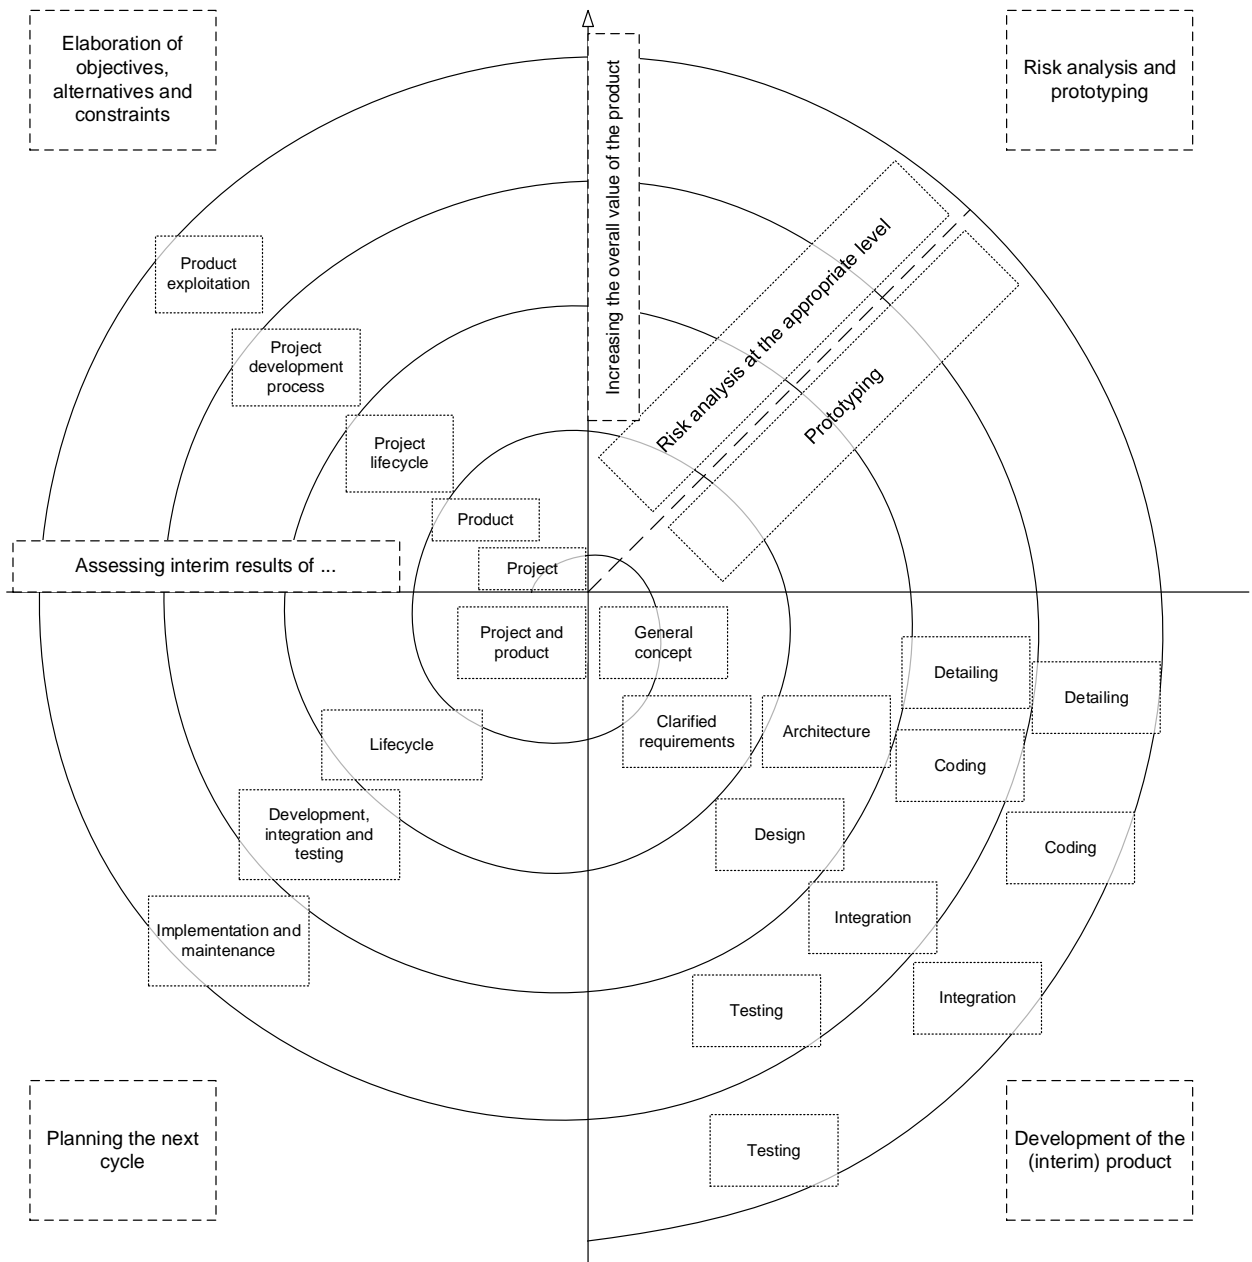 Elaboration of
objectives,
alternatives and
constraints
Risk analysis and
prototyping
Increasing the overall value of the product
Risk analysis at the appropriate level
Prototyping
Product
exploitation
Project
development
process
Project
lifecycle
Product
Project
Assessing interim results of ...
Project and
product
General
concept
Lifecycle
Clarified
requirements
Architecture
Detailing
Detailing
Coding
Development,
integration and
testing
Design
Coding
Implementation and
maintenance
Integration
Testing
Integration
Testing
Planning the next
cycle
Development of the
(interim) product